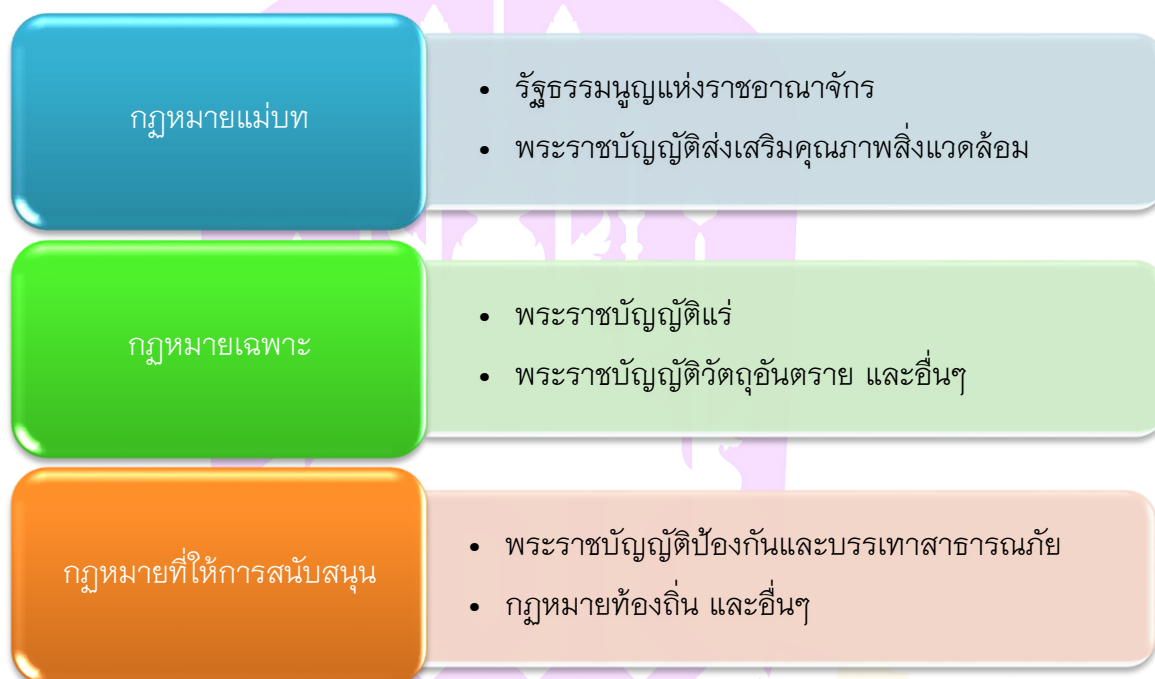 กฎหมายแม่บท
• รัฐธรรมนูญแห่งราชอาณาจักร
• พระราชบัญญัติส่งเสริมคุณภาพสิ่งแวดล้อม
กฎหมายเฉพาะ
• พระราชบัญญัติแร่
• พระราชบัญญัติวัตถุอันตราย และอื่นๆ
กฎหมายที่ให้การสนับสนุน
• พระราชบัญญัติป้องกันและบรรเทาสาธารณภัย
• กฎหมายท้องถิ่น และอื่นๆ